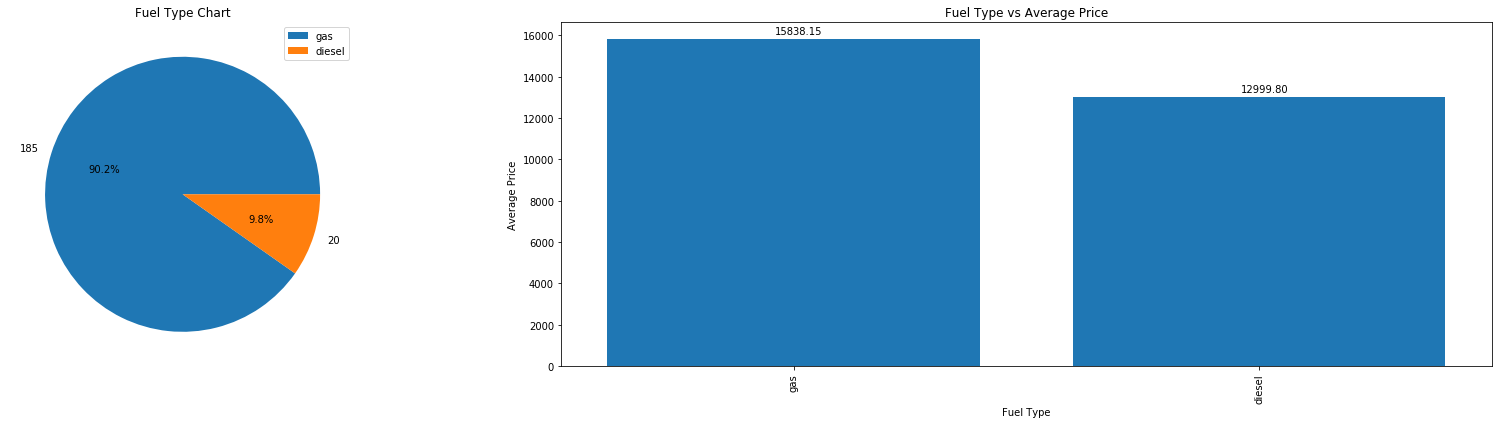 Fuel Type Chart
gas
diesel
185
90.2%
9.8%
20
Fuel Type vs Average Price
15838.15
12999.80
16000
14000
12000
10000
8000
6000
4000
2000
0
Average Price
gas
diesel
Fuel Type